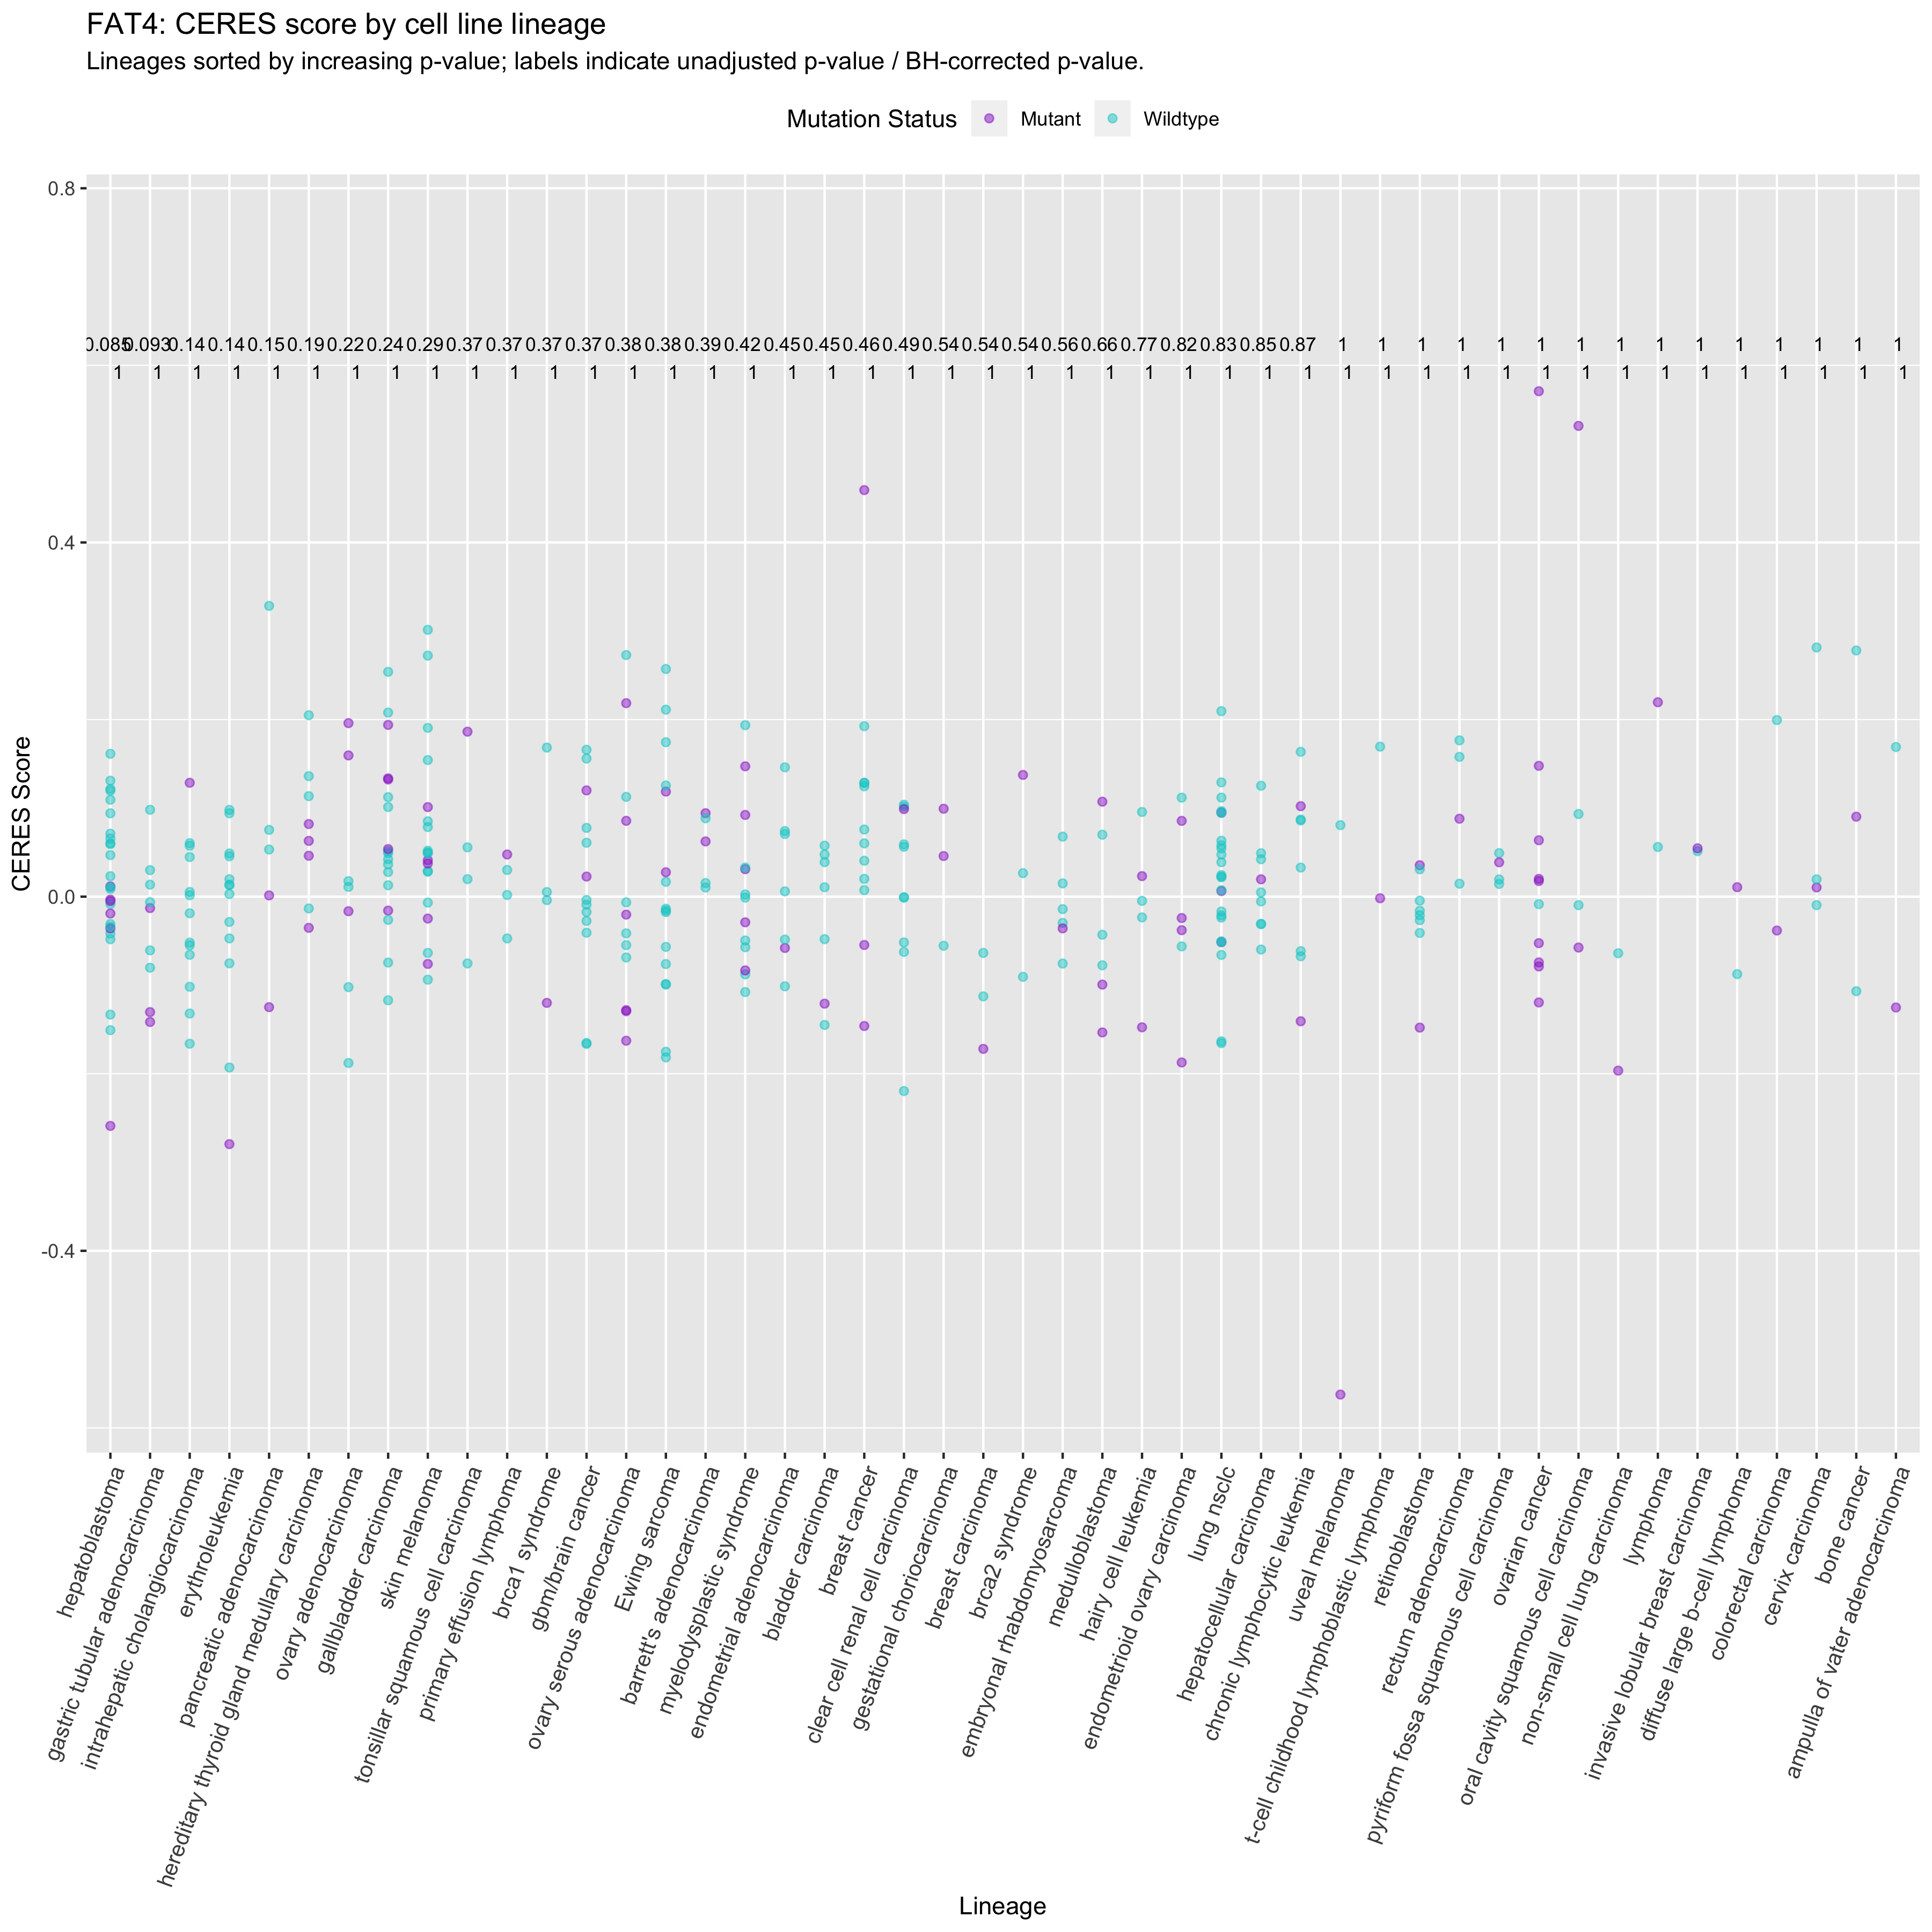 FAT4: CERES score by cell line lineage
Lineages sorted by increasing p-value; labels indicate unadjusted p-value / BH-corrected p-value.
Mutation Status Mutant Wildtype
0.8
0.085 0.093 0.14 0.14 0.15 0.19 0.22 0.24 0.29 0.37 0.37 0.37 0.37 0.38 0.38 0.39 0.42 0.45 0.45 0.46 0.49 0.54 0.54 0.54 0.56 0.66 0.77 0.82 0.83 0.85 0.87 1 1 1 1 1 1 1 1 1 1 1 1 1 1 1
1 1 1 1 1 1 1 1 1 1 1 1 1 1 1 1 1 1 1 1 1 1 1 1 1 1 1 1 1 1 1 1 1 1 1 1 1 1 1 1 1 1 1 1 1 1
0.4
0.0
-0.4
CERES Score
hepatoblastoma
gastric tubular adenocarcinoma
intrahepatic cholangiocarcinoma
erythroleukemia
pancreatic adenocarcinoma
hereditary thyroid gland medullary carcinoma
ovary adenocarcinoma
gallbladder carcinoma
skin melanoma
tonsillar squamous cell carcinoma
primary effusion lymphoma
brca1 syndrome
gbm/brain cancer
ovary serous adenocarcinoma
Ewing sarcoma
barrett's adenocarcinoma
myelodysplastic syndrome
endometrial adenocarcinoma
bladder carcinoma
breast cancer
clear cell renal cell carcinoma
gestational choriocarcinoma
breast carcinoma
brca2 syndrome
embryonal rhabdomyosarcoma
medulloblastoma
hairy cell leukemia
endometrioid ovary carcinoma
lung nsclc
hepatocellular carcinoma
chronic lymphocytic leukemia
uveal melanoma
t-cell childhood lymphoblastic lymphoma
retinoblastoma
rectum adenocarcinoma
pyriform fossa squamous cell carcinoma
ovarian cancer
oral cavity squamous cell carcinoma
non-small cell lung carcinoma
lymphoma
invasive lobular breast carcinoma
diffuse large b-cell lymphoma
colorectal carcinoma
cervix carcinoma
bone cancer
ampulla of vater adenocarcinoma
Lineage